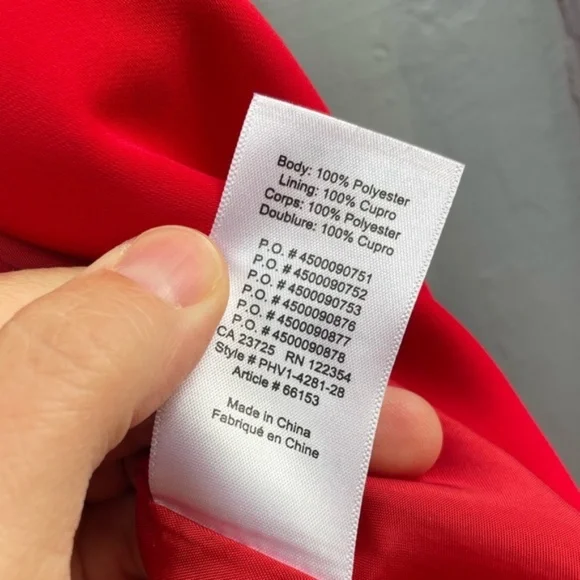 Body: 100% Polyester
Lining: 100% Cupro
Corps: 100% Polyester
Doublure: 100% Cupro
P.O. # 4500090751
P.O. # 4500090752
P.O. # 4500090753
P.O. # 4500090876
P.O. # 4500090877
P.O. # 4500090878
CA 23725 RN 122354
Style # PHV1-4281-28
Article # 66153
Made in China
Fabriqué en Chine